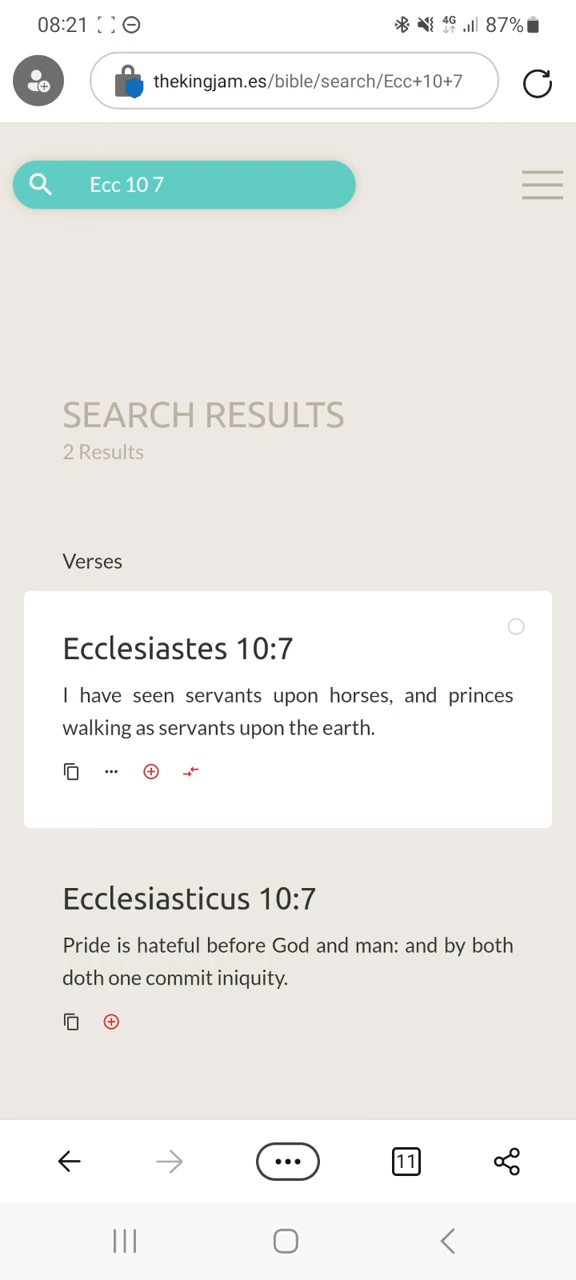 08:21 4G 87%
thekingjam.es/bible/search/Ecc+10+7
Ecc 10 7
SEARCH RESULTS
2 Results
Verses
Ecclesiastes 10:7
I have seen servants upon horses, and princes
walking as servants upon the earth.
Ecclesiasticus 10:7
Pride is hateful before God and man: and by both
doth one commit iniquity.
11